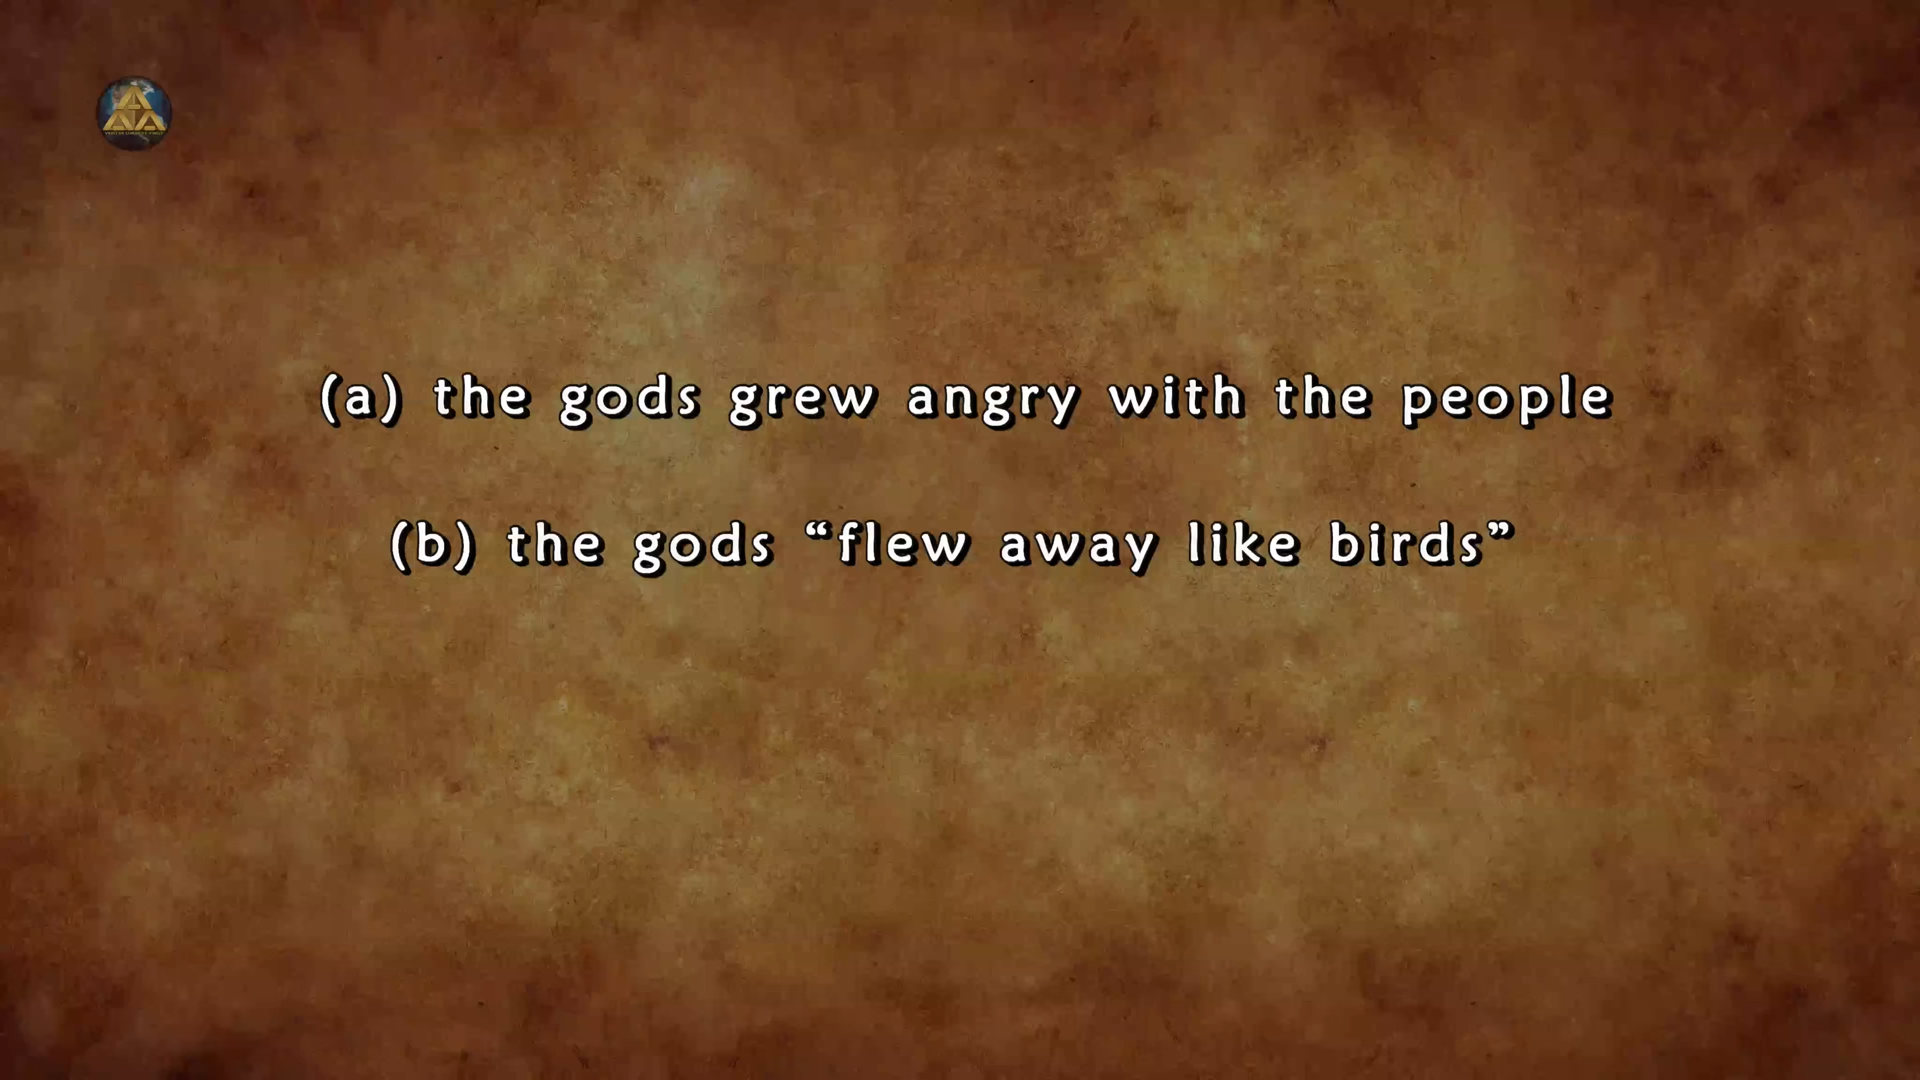 (a) the gods grew angry with the people
(b) the gods “flew away like birds”